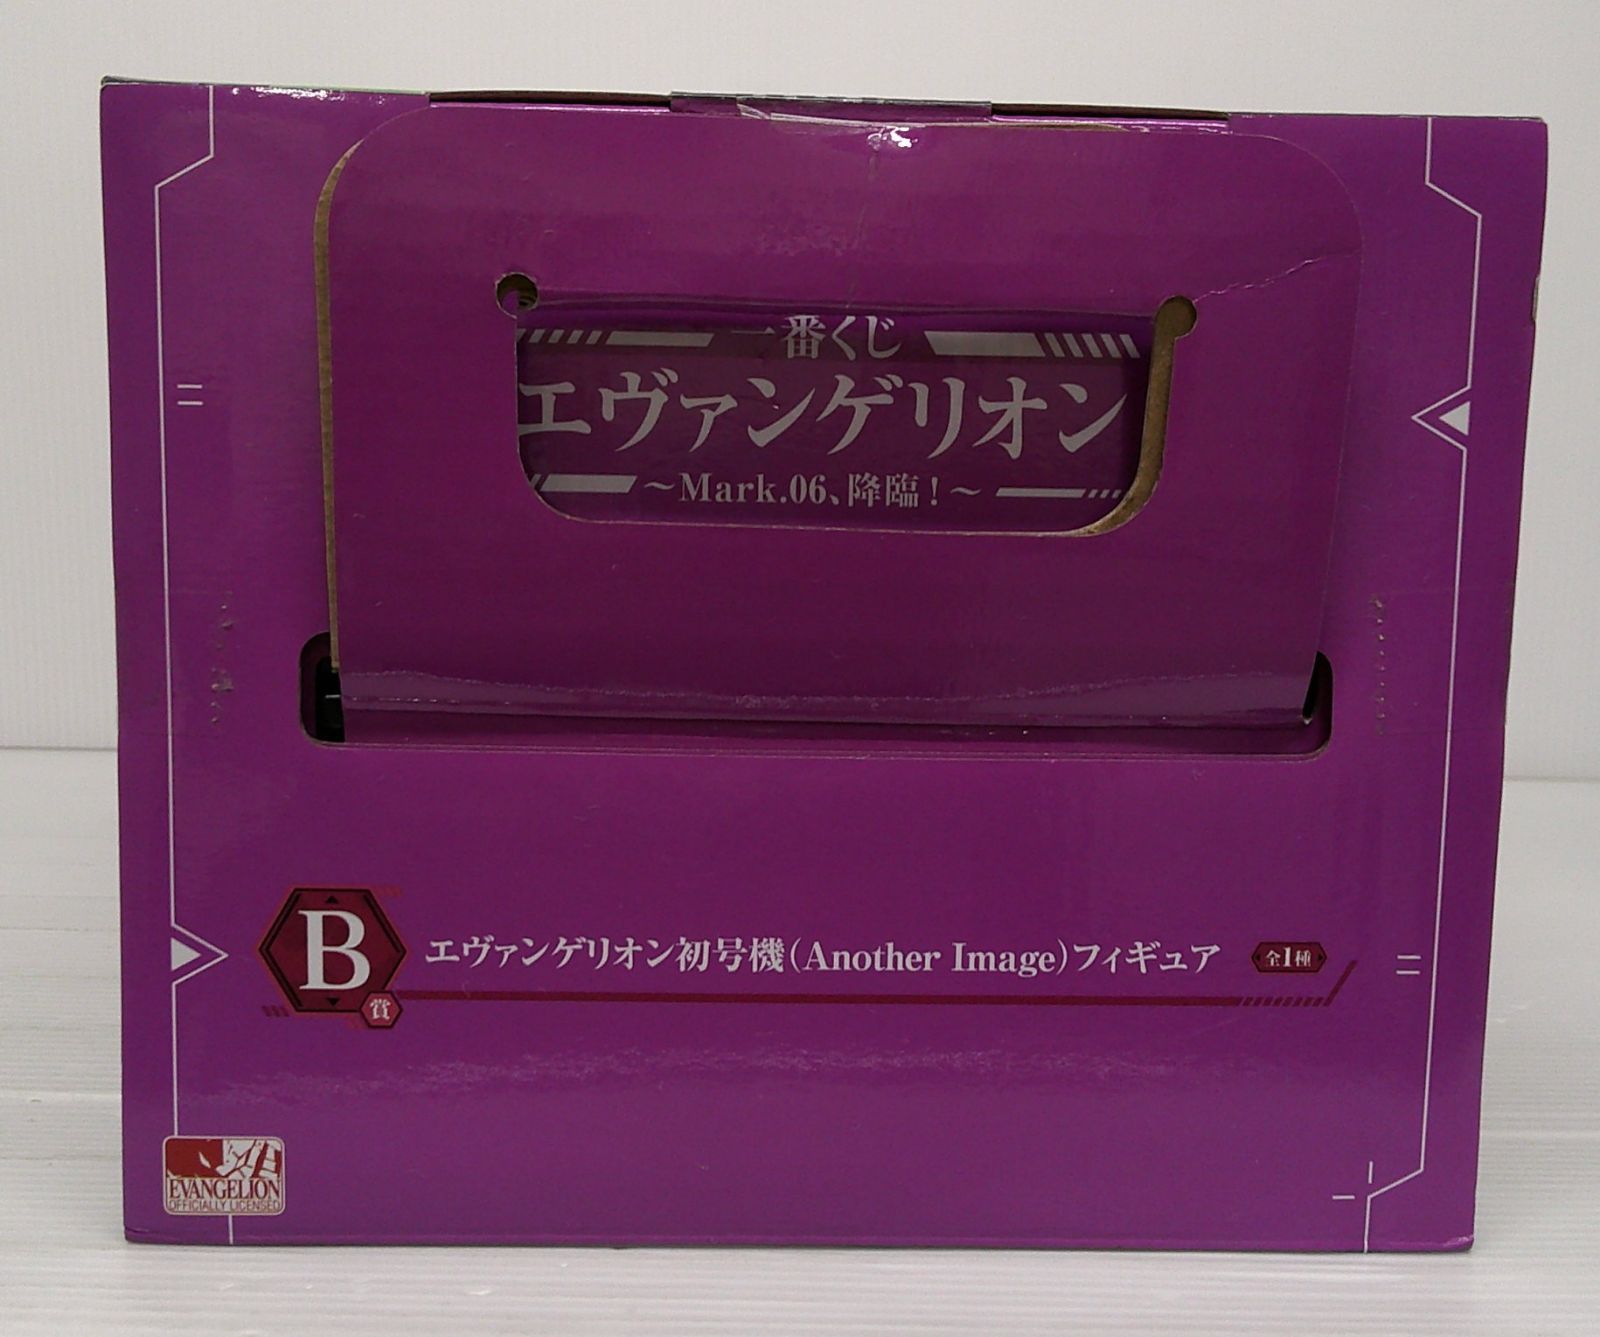 一番くじ
エヴァンゲリオン
～Mark.06、降臨！～
B賞
エヴァンゲリオン初号機（Another Image）フィギュア
全1種
EVANGELION
OFFICIALLY LICENSED